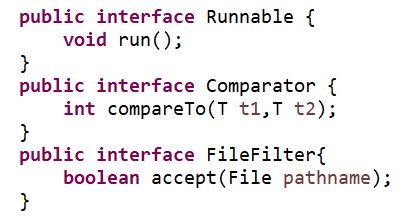 public interface Runnable {
    void run();
}
public interface Comparator {
    int compareTo(T t1,T t2);
}
public interface FileFilter{
    boolean accept(File pathname);
}